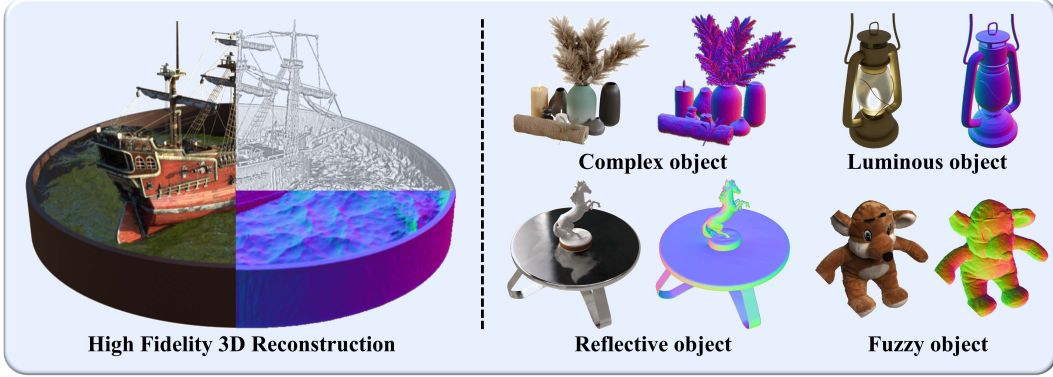 Complex object
Luminous object
High Fidelity 3D Reconstruction
Reflective object
Fuzzy object